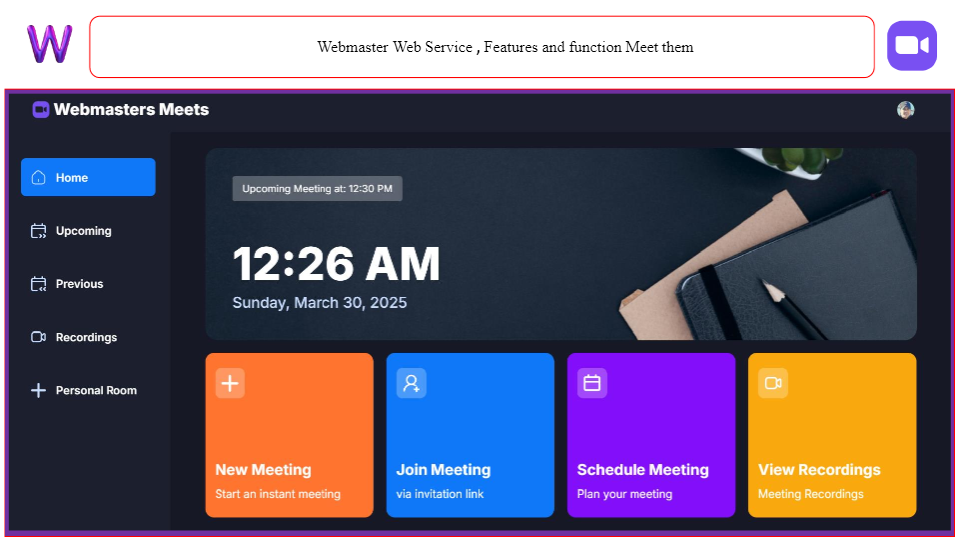 W
Webmaster Web Service , Features and function Meet them
Webmasters Meets
Home
Upcoming
Previous
Recordings
Personal Room
Upcoming Meeting at: 12:30 PM
12:26 AM
Sunday, March 30, 2025
New Meeting
Start an instant meeting
Join Meeting
via invitation link
Schedule Meeting
Plan your meeting
View Recordings
Meeting Recordings